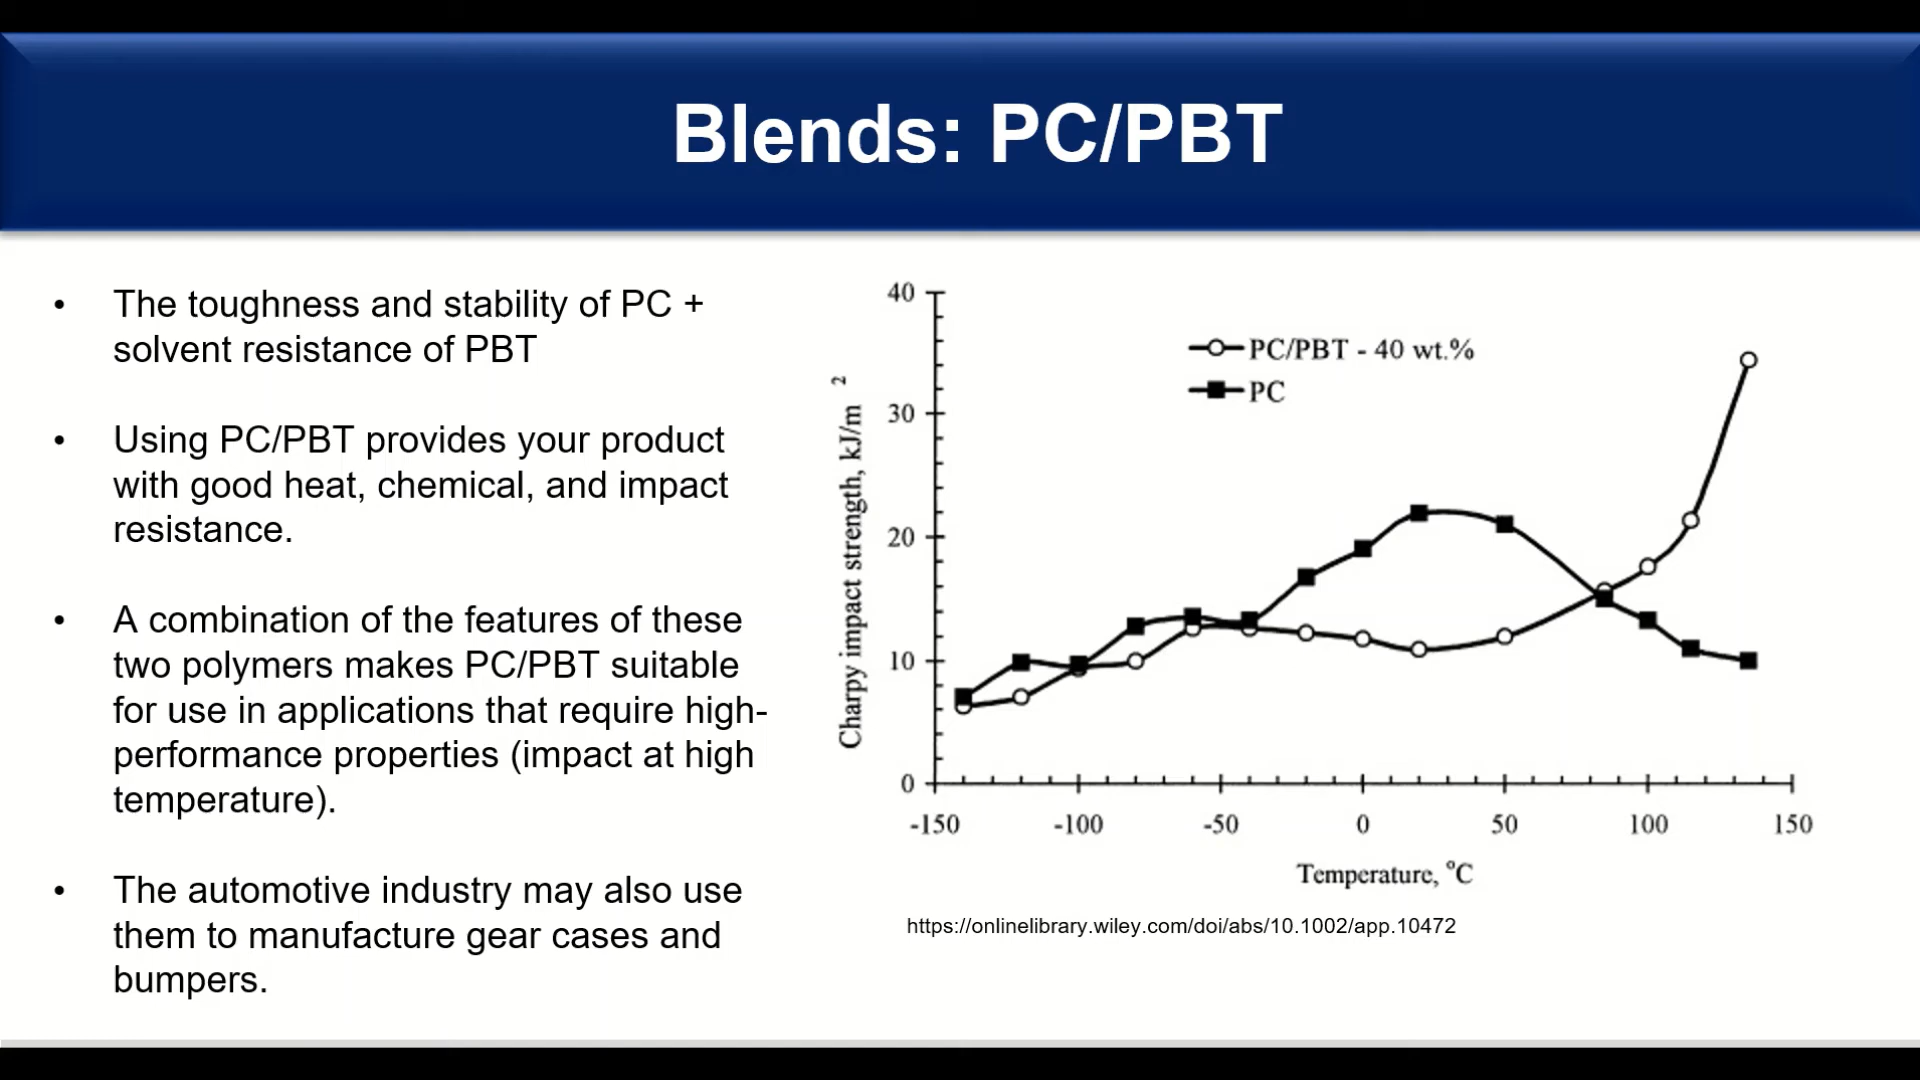 Blends: PC/PBT
• The toughness and stability of PC +
solvent resistance of PBT
• Using PC/PBT provides your product
with good heat, chemical, and impact
resistance.
• A combination of the features of these
two polymers makes PC/PBT suitable
for use in applications that require high-
performance properties (impact at high
temperature).
• The automotive industry may also use
them to manufacture gear cases and
bumpers.
PC/PBT - 40 wt.%
PC
Charpy impact strength, kJ/m 2
40
30
20
10
0
-150 -100 -50 0 50 100 150
Temperature, °C
https://onlinelibrary.wiley.com/doi/abs/10.1002/app.10472